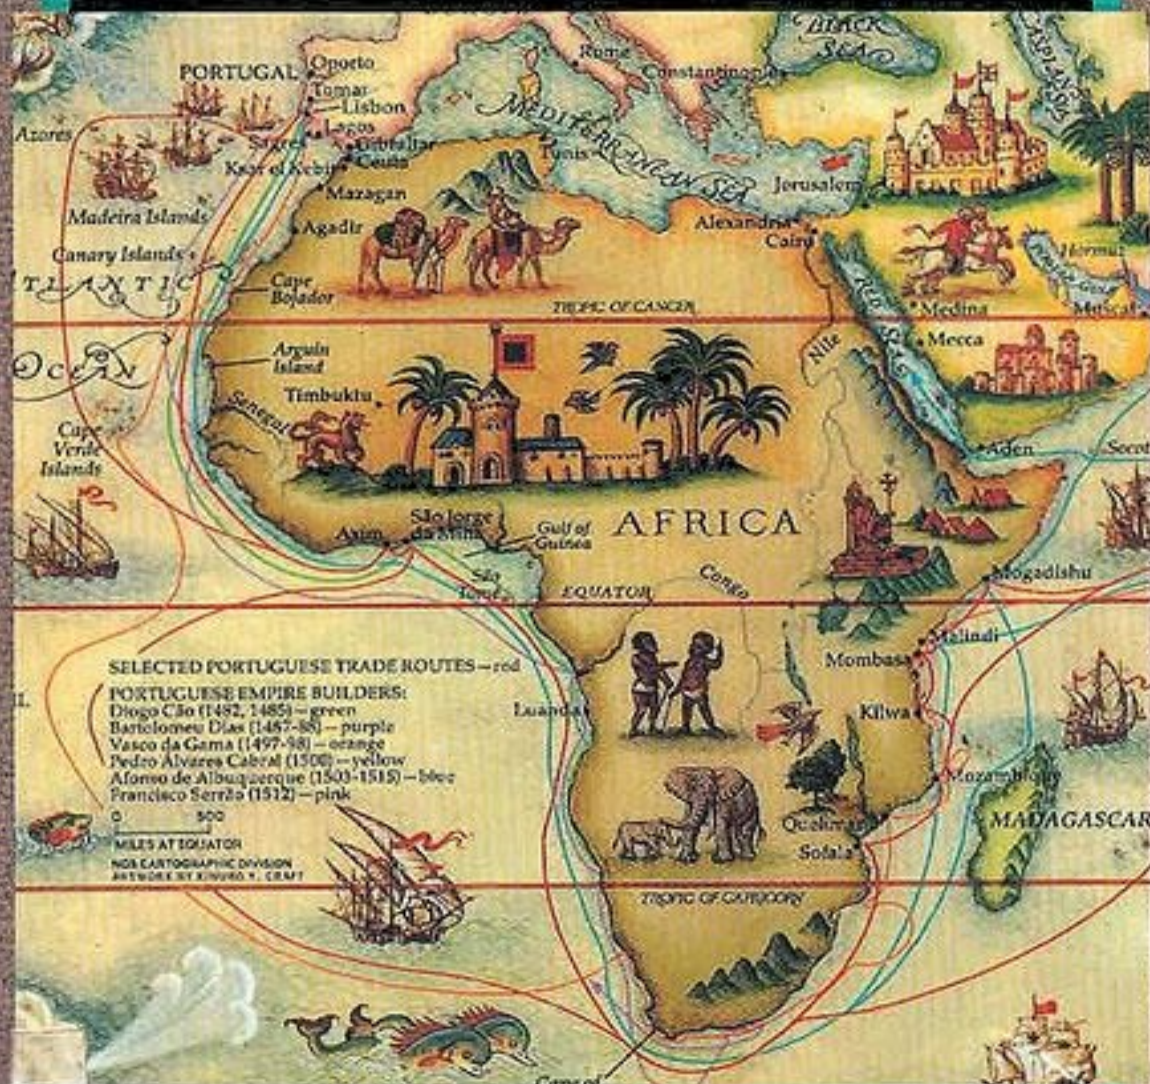 BLACK
SEA
CASPIAN SEA
Rome
Constantinople
PORTUGAL
Oporto
Tomar
Lisbon
Lagos
Sagres
Gibraltar
Ceuta
Ksar el Kebir
Azores
MEDITERRANEAN SEA
Tunis
Jerusalem
Mazagan
Madeira Islands
Agadir
Alexandria
Cairo
Canary Islands
Hormuz
PERSIAN GULF
ATLANTIC
Cape
Bojador
TROPIC OF CANCER
RED
SEA
Medina
Muscat
Mecca
Nile
OCEAN
Arguin
Island
Timbuktu
Senegal
Cape
Verde
Islands
Aden
Socot
São Jorge
da Mina
Axim
Gulf of
Guinea
AFRICA
São
Tomé
EQUATOR
Congo
Mogadishu
Malindi
Mombasa
SELECTED PORTUGUESE TRADE ROUTES—red
PORTUGUESE EMPIRE BUILDERS:
Diogo Cão (1482, 1485)—green
Bartolomeu Dias (1487-88)—purple
Vasco da Gama (1497-98)—orange
Pedro Álvares Cabral (1500)—yellow
Afonso de Albuquerque (1503-1515)—blue
Francisco Serrão (1512)—pink
0 500
MILES AT EQUATOR
NGS CARTOGRAPHIC DIVISION
ARTWORK BY KINUKO Y. CRAFT
Luanda
Kilwa
Mozambique
MADAGASCAR
Sofala
TROPIC OF CAPRICORN
Cape of